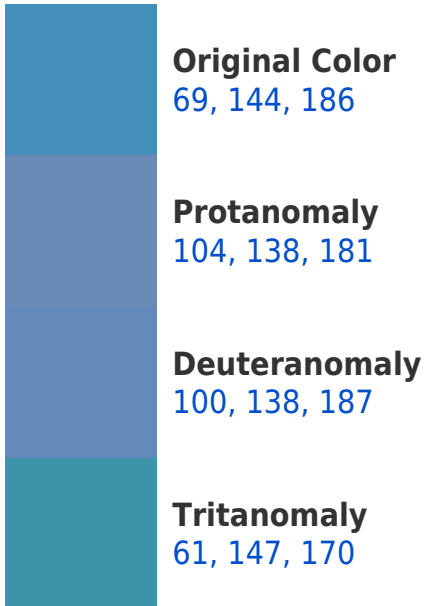 Original Color
69, 144, 186
Protanomaly
104, 138, 181
Deuteranomaly
100, 138, 187
Tritanomaly
61, 147, 170